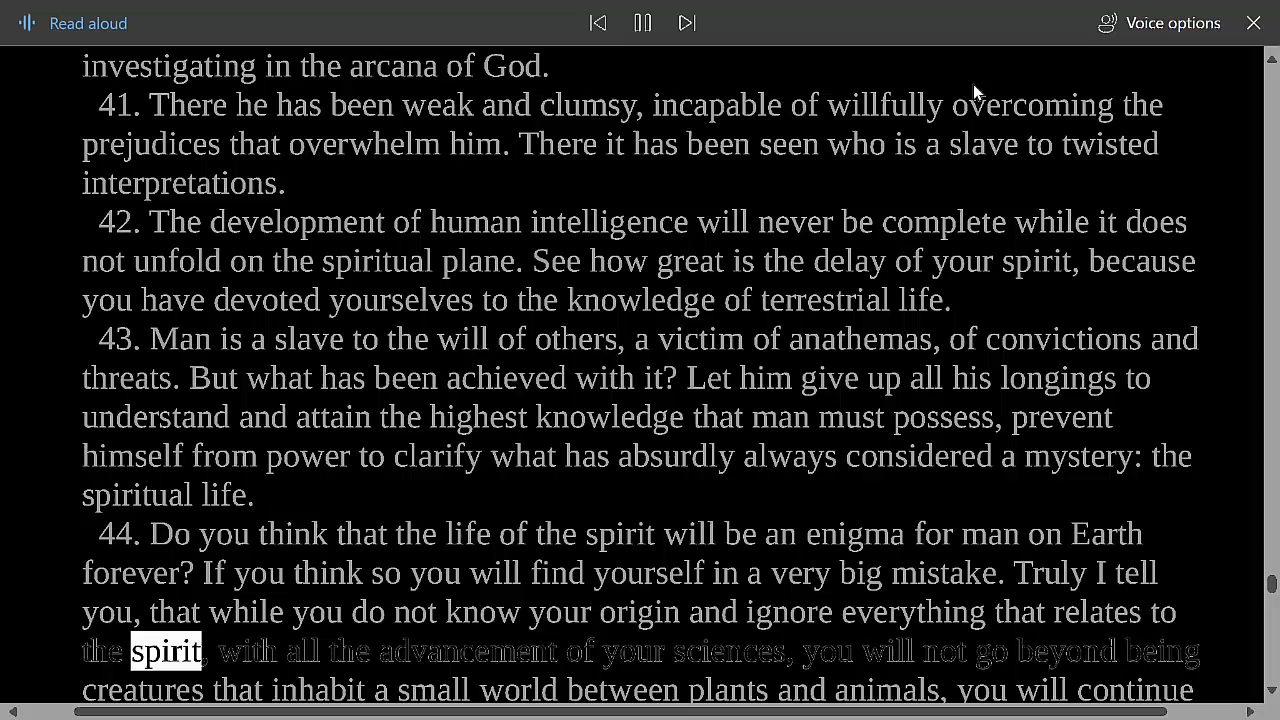 Read aloud
Voice options
investigating in the arcana of God.
41. There he has been weak and clumsy, incapable of willfully overcoming the
prejudices that overwhelm him. There it has been seen who is a slave to twisted
interpretations.
42. The development of human intelligence will never be complete while it does
not unfold on the spiritual plane. See how great is the delay of your spirit, because
you have devoted yourselves to the knowledge of terrestrial life.
43. Man is a slave to the will of others, a victim of anathemas, of convictions and
threats. But what has been achieved with it? Let him give up all his longings to
understand and attain the highest knowledge that man must possess, prevent
himself from power to clarify what has absurdly always considered a mystery: the
spiritual life.
44. Do you think that the life of the spirit will be an enigma for man on Earth
forever? If you think so you will find yourself in a very big mistake. Truly I tell
you, that while you do not know your origin and ignore everything that relates to
the spirit, with all the advancement of your sciences, you will not go beyond being
creatures that inhabit a small world between plants and animals, you will continue